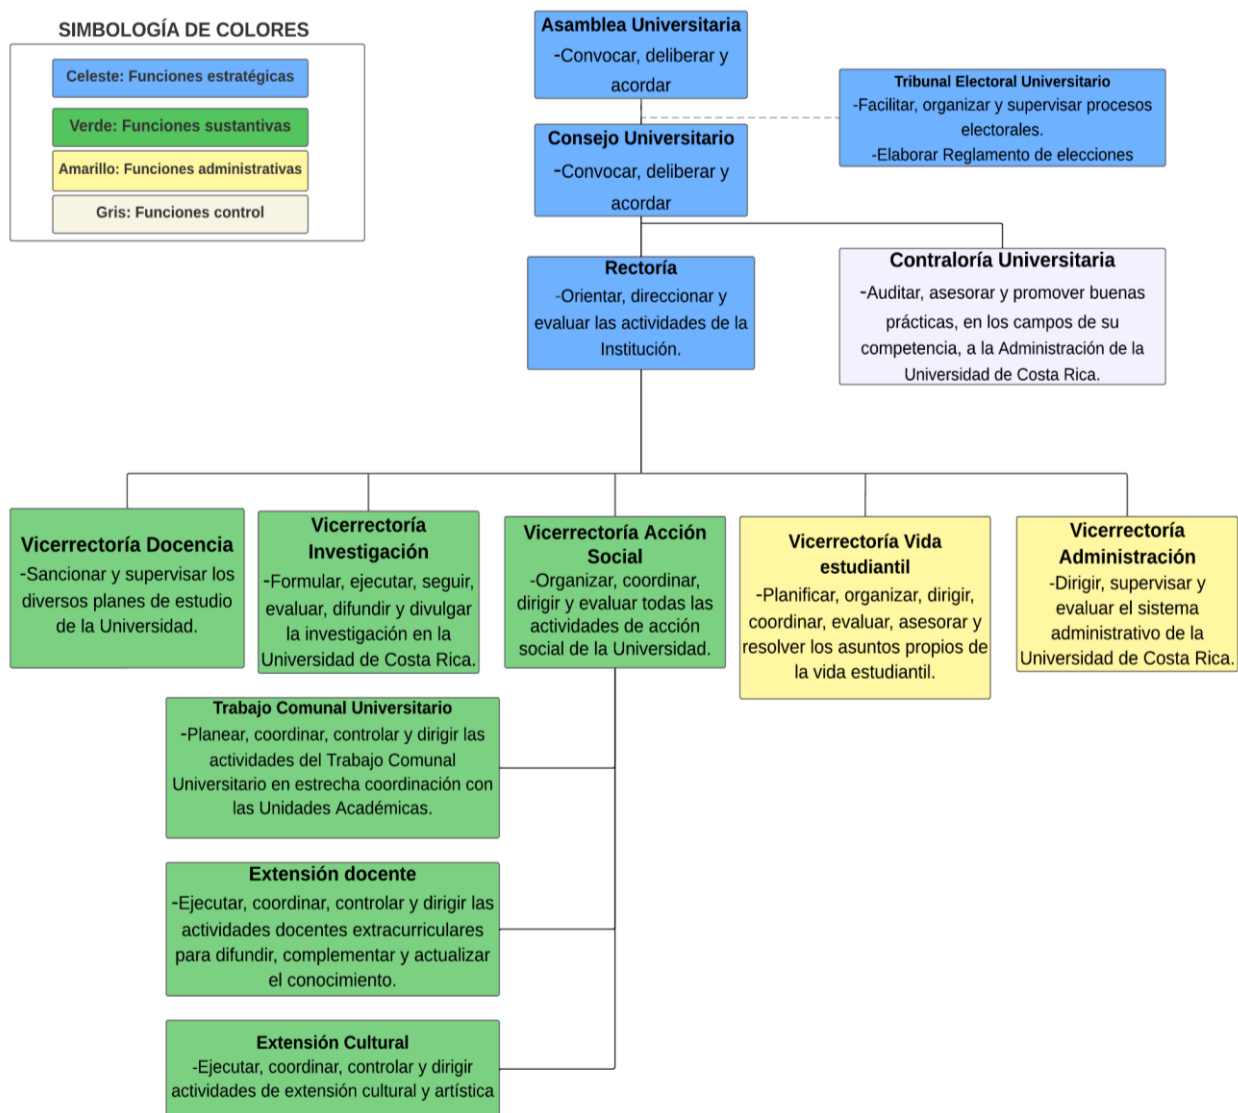 SIMBOLOGÍA DE COLORES
Celeste: Funciones estratégicas
Verde: Funciones sustantivas
Amarillo: Funciones administrativas
Gris: Funciones control
Asamblea Universitaria
-Convocar, deliberar y
acordar
Tribunal Electoral Universitario
-Facilitar, organizar y supervisar procesos
electorales.
-Elaborar Reglamento de elecciones
Consejo Universitario
-Convocar, deliberar y
acordar
Rectoría
-Orientar, direccionar y
evaluar las actividades de la
Institución.
Contraloría Universitaria
-Auditar, asesorar y promover buenas
prácticas, en los campos de su
competencia, a la Administración de la
Universidad de Costa Rica.
Vicerrectoría Docencia
-Sancionar y supervisar los
diversos planes de estudio
de la Universidad.
Vicerrectoría
Investigación
-Formular, ejecutar, seguir,
evaluar, difundir y divulgar
la investigación en la
Universidad de Costa Rica.
Vicerrectoría Acción
Social
-Organizar, coordinar,
dirigir y evaluar todas las
actividades de acción
social de la Universidad.
Vicerrectoría Vida
estudiantil
-Planificar, organizar, dirigir,
coordinar, evaluar, asesorar y
resolver los asuntos propios de
la vida estudiantil.
Vicerrectoría
Administración
-Dirigir, supervisar y
evaluar el sistema
administrativo de la
Universidad de Costa Rica.
Trabajo Comunal Universitario
-Planear, coordinar, controlar y dirigir las
actividades del Trabajo Comunal
Universitario en estrecha coordinación con
las Unidades Académicas.
Extensión docente
-Ejecutar, coordinar, controlar y dirigir las
actividades docentes extracurriculares
para difundir, complementar y actualizar
el conocimiento.
Extensión Cultural
-Ejecutar, coordinar, controlar y dirigir
actividades de extensión cultural y artística